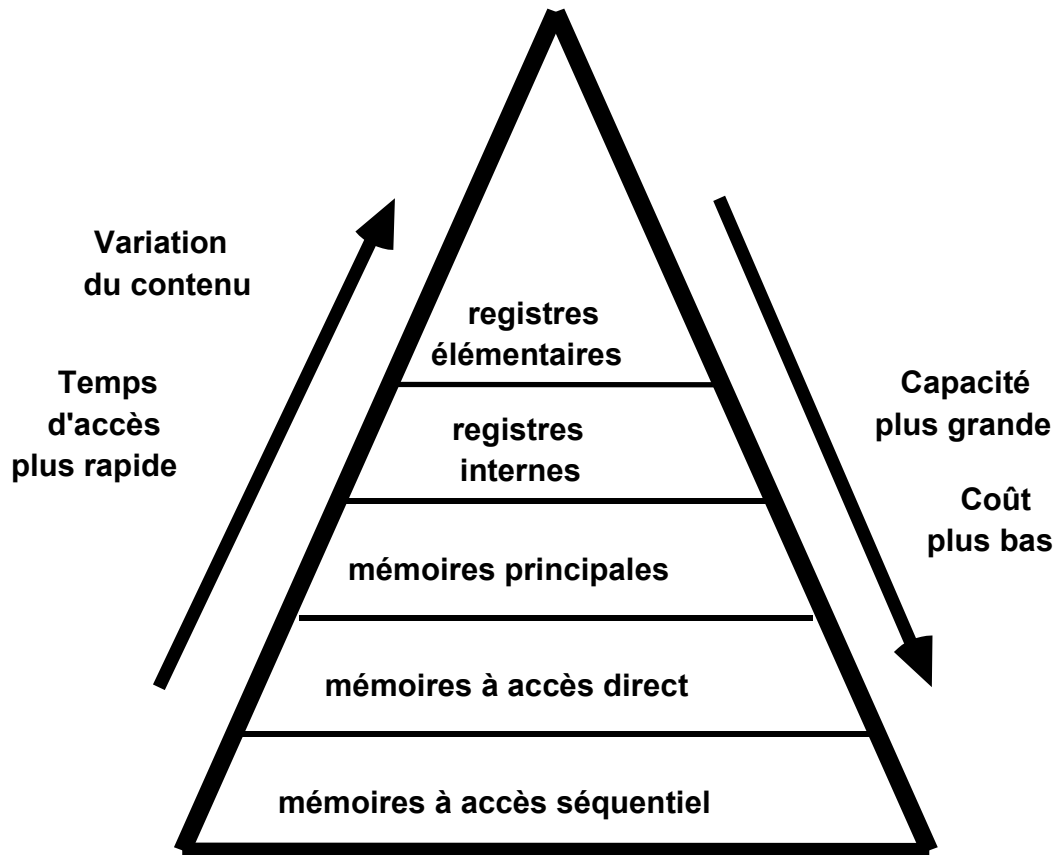 Variation
du contenu
Temps
d'accès
plus rapide
registres
élémentaires
registres
internes
mémoires principales
mémoires à accès direct
mémoires à accès séquentiel
Capacité
plus grande
Coût
plus bas